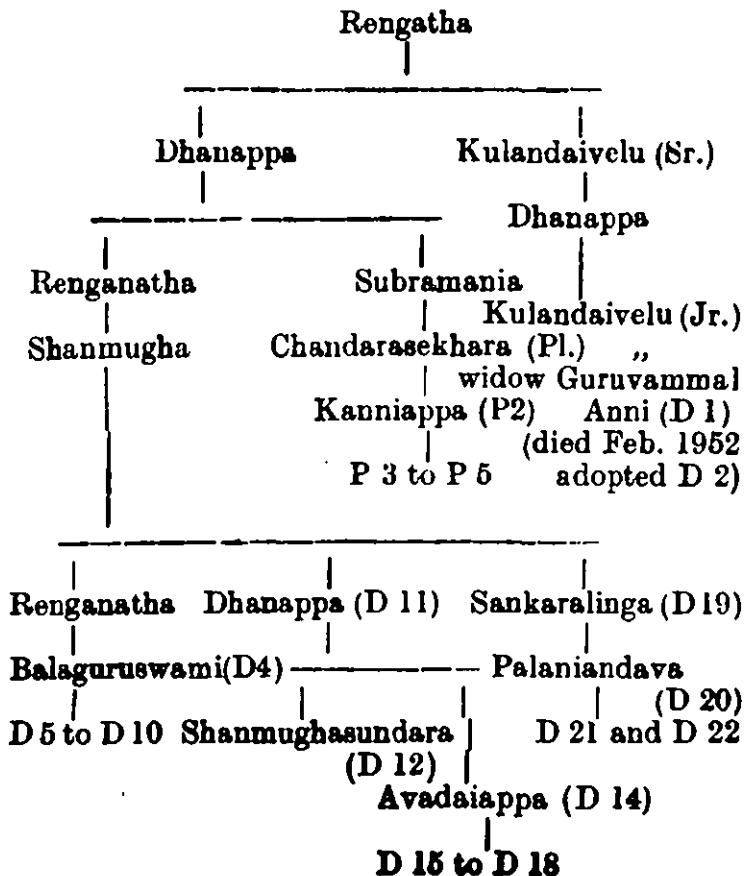 Rengatha
Dhanappa Kulandaivelu (Sr.)
Dhanappa
Renganatha Subramania
Kulandaivelu (Jr.)
Shanmugha Chandarasekhara (Pl.) „
widow Guruvammal
Kanniappa (P2) Anni (D 1)
(died Feb. 1952
P 3 to P 5 adopted D 2)
Renganatha Dhanappa (D 11) Sankaralinga (D19)
Balaguruswami(D4) Palaniandava
(D 20)
D 5 to D 10 Shanmughasundara D 21 and D 22
(D 12)
Avadaiappa (D 14)
D 15 to D 18